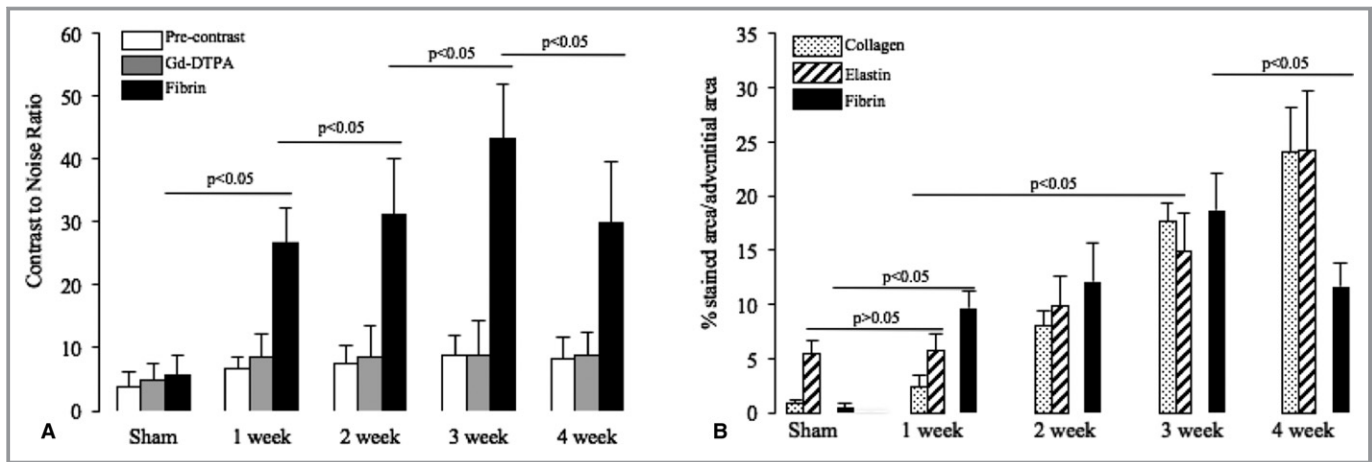 60
50
40
30
20
10
0
Contrast to Noise Ratio
Pre-contrast
Gd-DTPA
Fibrin
p<0.05
p<0.05
p<0.05
p<0.05
A
Sham 1 week 2 week 3 week 4 week
35
30
25
20
15
10
5
0
% stained area/adventitial area
Collagen
Elastin
Fibrin
p<0.05
p<0.05
p<0.05
p>0.05
B
Sham 1 week 2 week 3 week 4 week